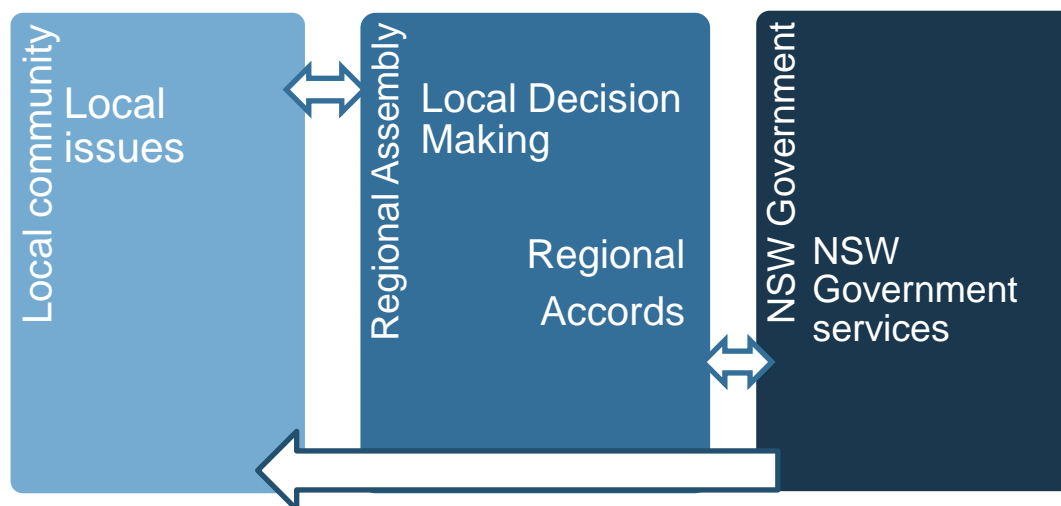 Local community
Local
issues
Regional Assembly
Local Decision
Making
Regional
Accords
NSW Government
NSW
Government
services